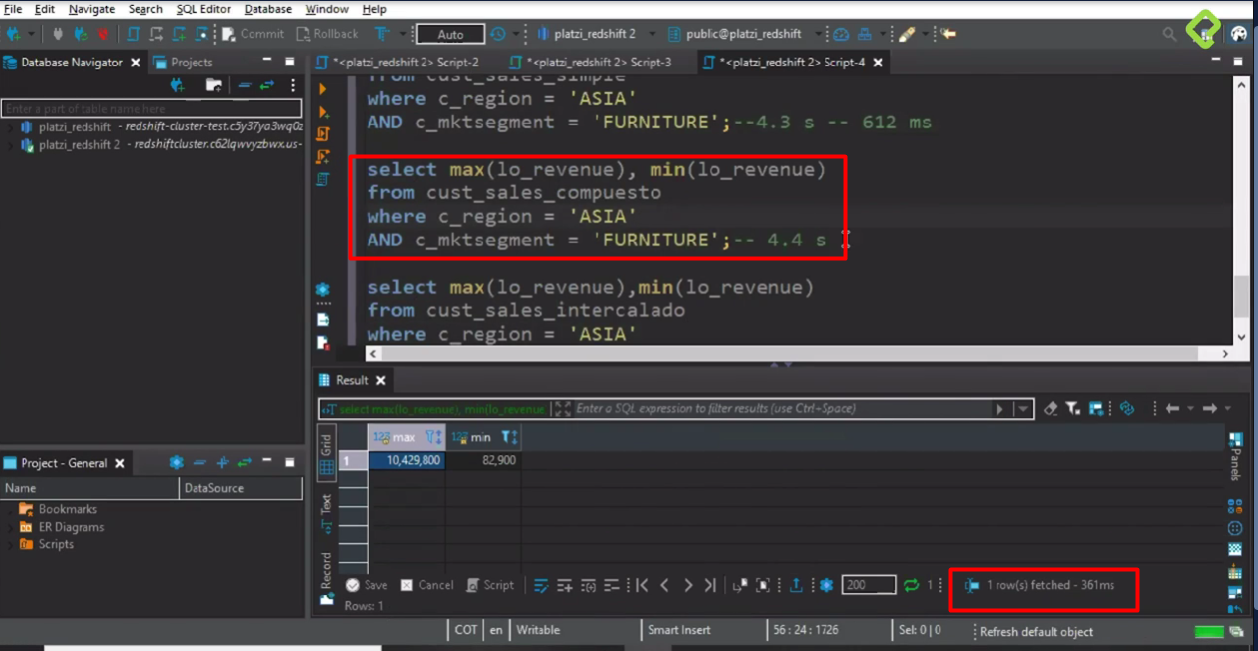 File Edit Navigate Search SQL Editor Database Window Help
Commit Rollback Auto platzi_redshift 2 public@platzi_redshift
Database Navigator Projects
*<platzi_redshift 2> Script-2 *<platzi_redshift 2> Script-3 *<platzi_redshift 2> Script-4
Enter a part of table name here
platzi_redshift - redshift-cluster-test.c5y37ya3wq0z
platzi_redshift 2 - redshiftcluster.c62lqwvyzbwx.us-
from cust_sales_simple
where c_region = 'ASIA'
AND c_mktsegment = 'FURNITURE';--4.3 s -- 612 ms
select max(lo_revenue), min(lo_revenue)
from cust_sales_compuesto
where c_region = 'ASIA'
AND c_mktsegment = 'FURNITURE';-- 4.4 s
select max(lo_revenue),min(lo_revenue)
from cust_sales_intercalado
where c_region = 'ASIA'
Result
select max(lo_revenue), min(lo_revenue Enter a SQL expression to filter results (use Ctrl+Space)
Grid
123 max 123 min
1 10,429,800 82,900
Text
Record
Panels
Project - General
Name DataSource
Bookmarks
ER Diagrams
Scripts
Save Cancel Script 200 1 1 row(s) fetched - 361ms
Rows: 1
COT en Writable Smart Insert 56 : 24 : 1726 Sel: 0 | 0 Refresh default object